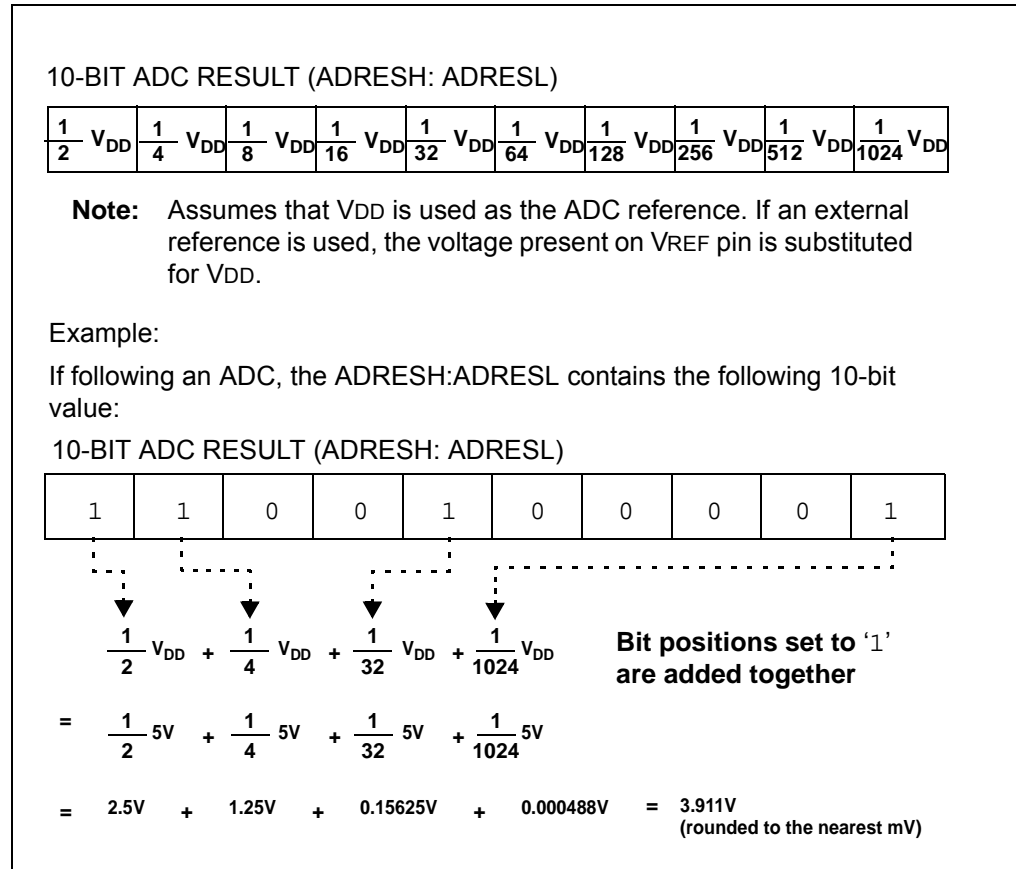 10-BIT ADC RESULT (ADRESH: ADRESL)
1/2 VDD 1/4 VDD 1/8 VDD 1/16 VDD 1/32 VDD 1/64 VDD 1/128 VDD 1/256 VDD 1/512 VDD 1/1024 VDD
Note: Assumes that VDD is used as the ADC reference. If an external
reference is used, the voltage present on VREF pin is substituted
for VDD.
Example:
If following an ADC, the ADRESH:ADRESL contains the following 10-bit
value:
10-BIT ADC RESULT (ADRESH: ADRESL)
1 1 0 0 1 0 0 0 0 1
1/2 VDD + 1/4 VDD + 1/32 VDD + 1/1024 VDD
Bit positions set to ‘1’
are added together
= 1/2 5V + 1/4 5V + 1/32 5V + 1/1024 5V
= 2.5V + 1.25V + 0.15625V + 0.000488V = 3.911V
(rounded to the nearest mV)